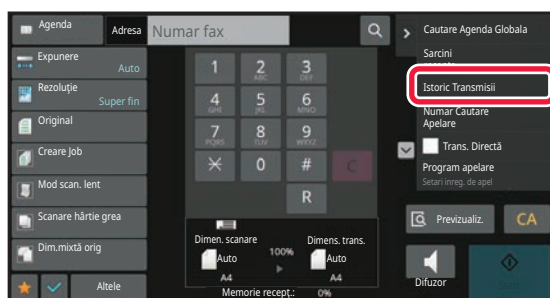 Agenda
Adresa
Numar fax
Expunere
Auto
Rezoluție
Super fin
Original
Creare Job
Mod scan. lent
Scanare hârtie grea
Dim.mixtă orig
Altele
1
2
ABC
3
DEF
4
GHI
5
JKL
6
MNO
7
PQRS
8
TUV
9
WXYZ
0
#
C
R
Dimen. scanare
100%
Dimens. trans.
Auto
Auto
A4
A4
Memorie recepț.: 0%
Cautare Agenda Globala
Sarcini
Istoric Transmisii
Numar Cautare
Apelare
Trans. Directă
Program apelare
Setari inreg. de apel
Previzualiz.
CA
Difuzor